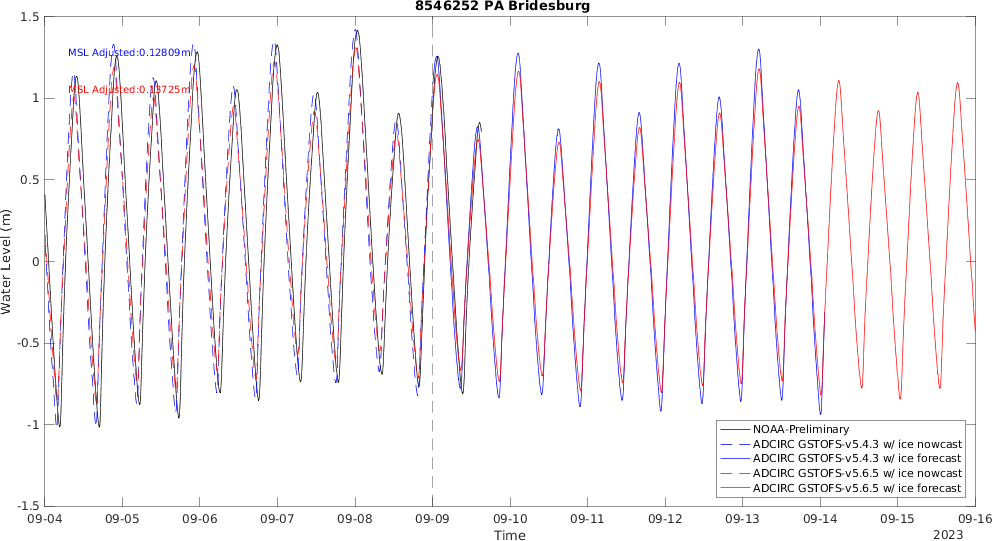 8546252 PA Bridesburg
1.5
MSL Adjusted:0.12809m
MSL Adjusted:0.13725m
1
0.5
0
-0.5
-1
-1.5
Water Level (m)
NOAA-Preliminary
ADCIRC GSTOFS-v5.4.3 w/ ice nowcast
ADCIRC GSTOFS-v5.4.3 w/ ice forecast
ADCIRC GSTOFS-v5.6.5 w/ ice nowcast
ADCIRC GSTOFS-v5.6.5 w/ ice forecast
09-04 09-05 09-06 09-07 09-08 09-09 09-10 09-11 09-12 09-13 09-14 09-15 09-16
Time
2023